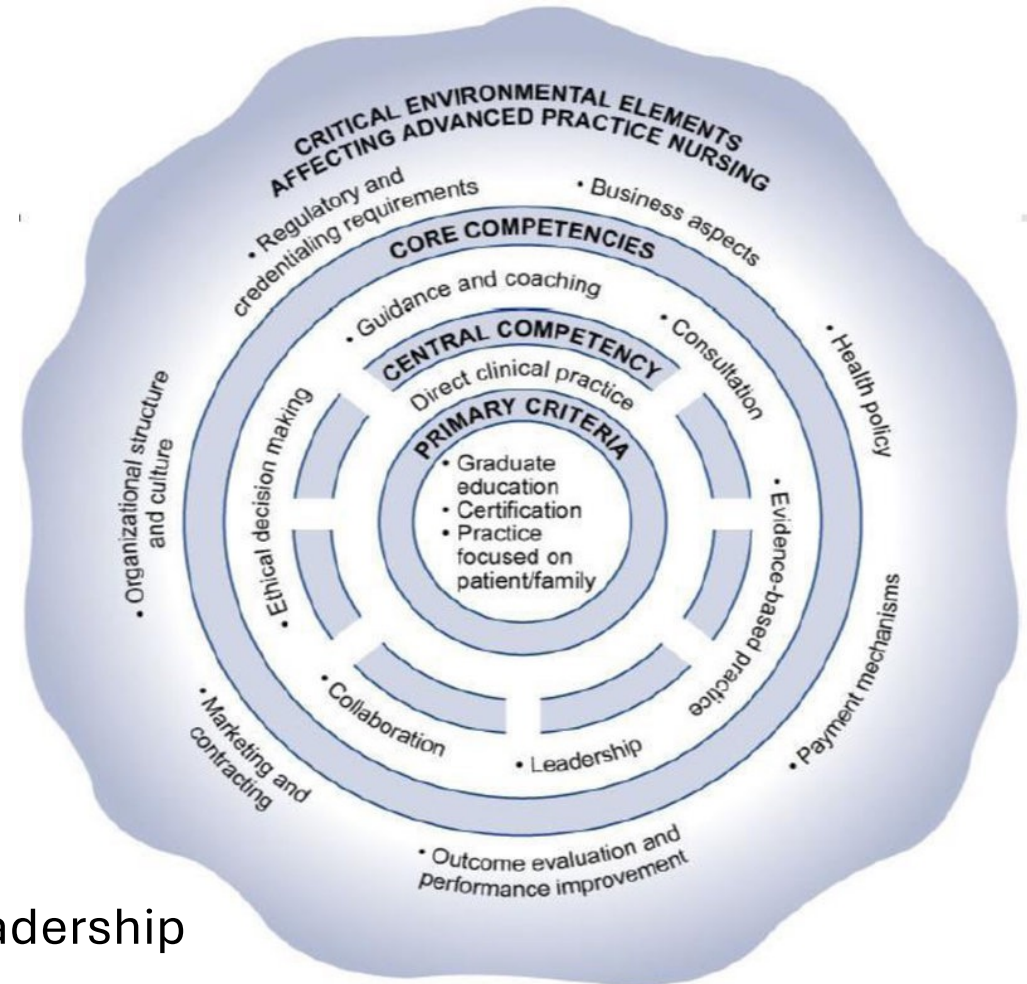 CRITICAL ENVIRONMENTAL ELEMENTS
AFFECTING ADVANCED PRACTICE NURSING
• Regulatory and
credentialing requirements
• Business aspects
CORE COMPETENCIES
• Guidance and coaching
• Consultation
CENTRAL COMPETENCY
Direct clinical practice
PRIMARY CRITERIA
• Graduate
education
• Certification
• Practice
focused on
patient/family
• Health policy
• Evidence-based practice
• Payment mechanisms
• Ethical decision making
• Organizational structure
and culture
• Collaboration
• Leadership
• Marketing and
contracting
• Outcome evaluation and
performance improvement
adership